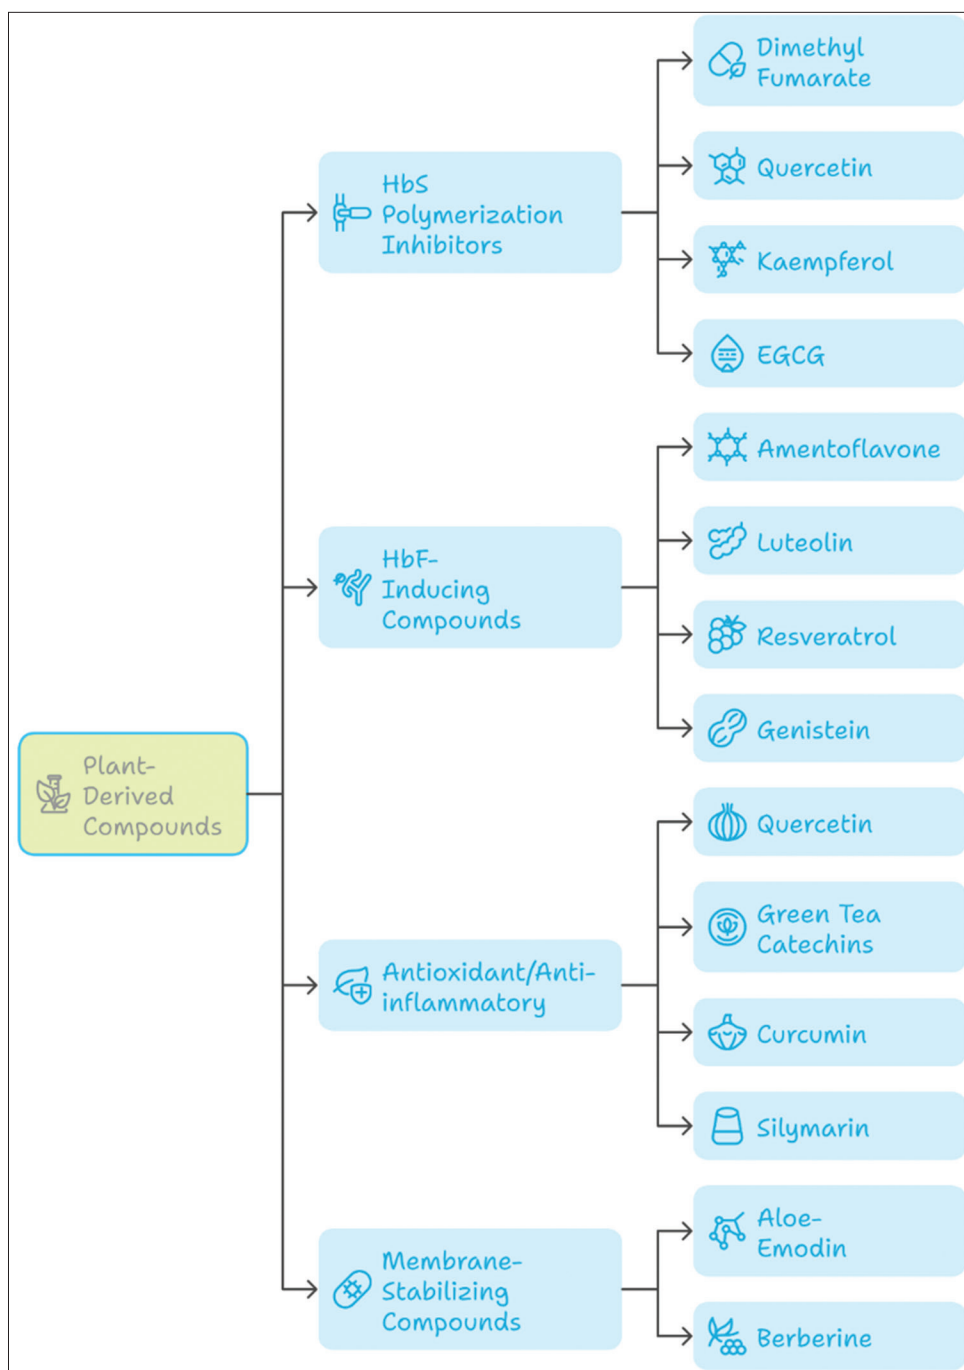 Plant-
Derived
Compounds
HbS
Polymerization
Inhibitors
Dimethyl
Fumarate
Quercetin
Kaempferol
EGCG
HbF-
Inducing
Compounds
Amentoflavone
Luteolin
Resveratrol
Genistein
Antioxidant/Anti-
inflammatory
Quercetin
Green Tea
Catechins
Curcumin
Silymarin
Membrane-
Stabilizing
Compounds
Aloe-
Emodin
Berberine